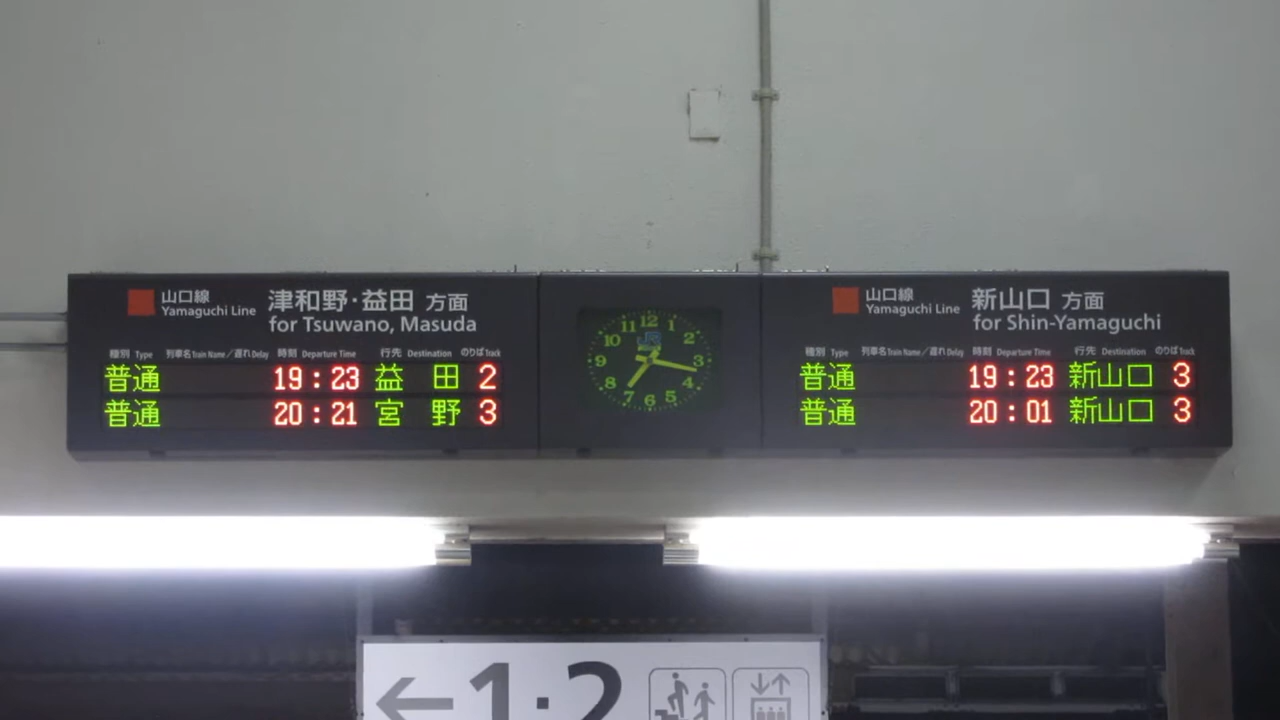 山口線
Yamaguchi Line
津和野・益田 方面
for Tsuwano, Masuda
種別 Type 列車名 Train Name/遅れ Delay 時刻 Departure Time 行先 Destination のりば Track
普通 19:23 益 田 2
普通 20:21 宮 野 3
12 1 2 3 4 5 6 7 8 9 10 11
JR
山口線
Yamaguchi Line
新山口 方面
for Shin-Yamaguchi
種別 Type 列車名 Train Name/遅れ Delay 時刻 Departure Time 行先 Destination のりば Track
普通 19:23 新山口 3
普通 20:01 新山口 3
←1・2